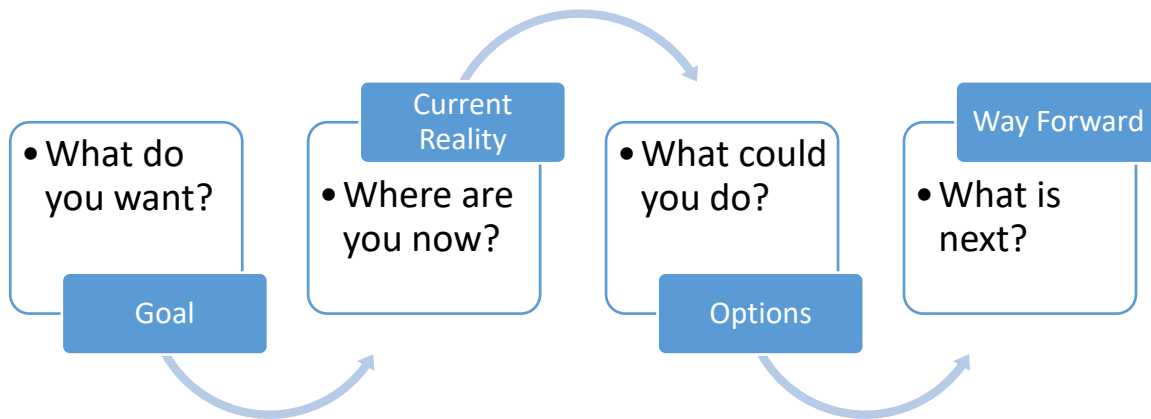 • What do
you want?
Goal
Current
Reality
• Where are
you now?
• What could
you do?
Options
Way Forward
• What is
next?